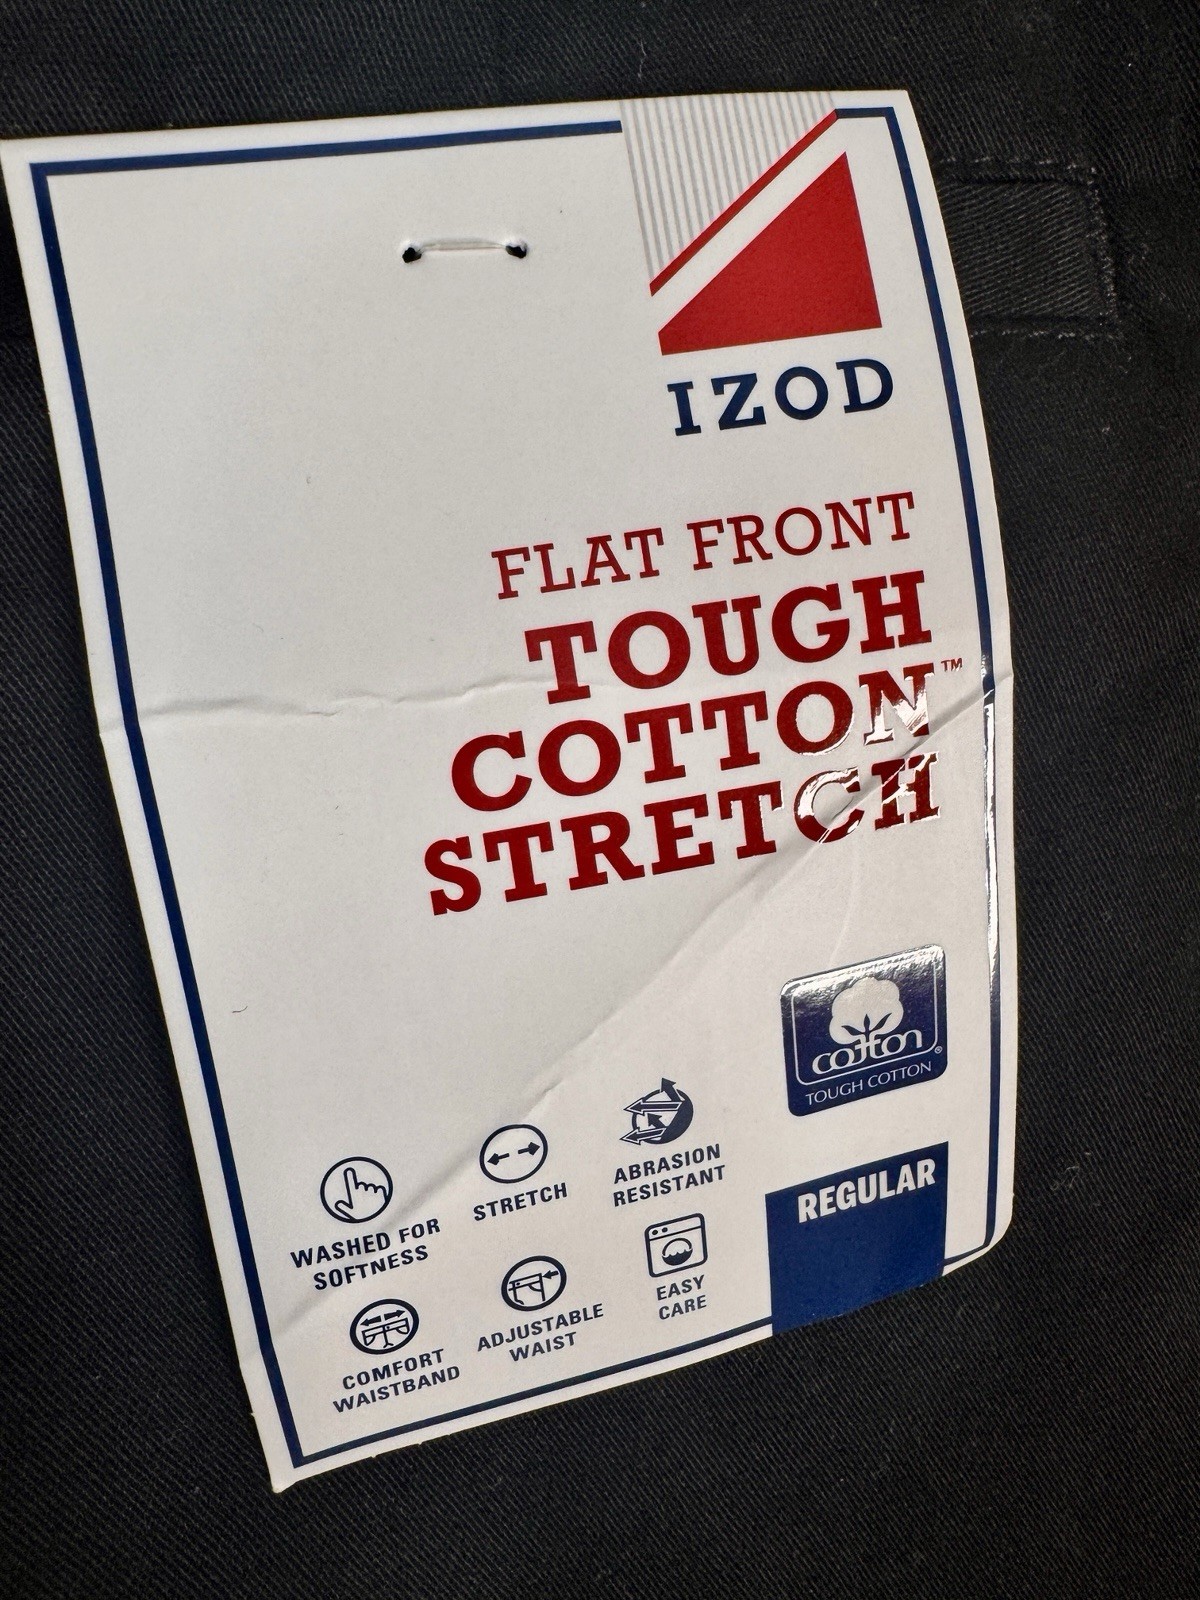 IZOD
FLAT FRONT
TOUGH
COTTON™
STRETCH
cotton®
TOUGH COTTON
WASHED FOR
SOFTNESS
STRETCH
ABRASION
RESISTANT
COMFORT
WAISTBAND
ADJUSTABLE
WAIST
EASY
CARE
REGULAR